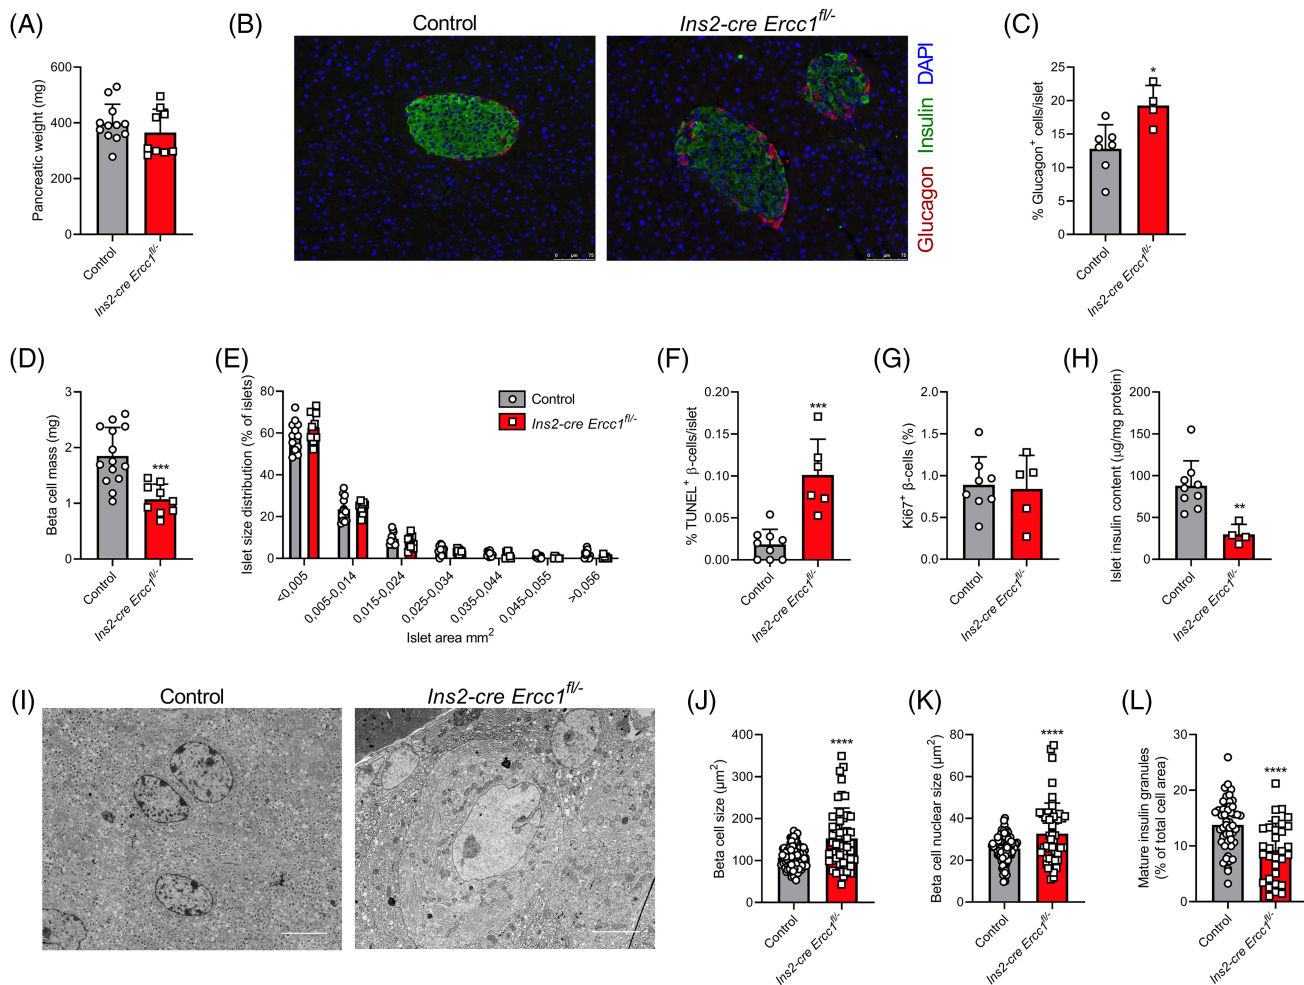 (A)
Pancreatic weight (mg)
600
400
200
0
Control
Ins2-cre Ercc1fl/-
(B)
Control
Ins2-cre Ercc1fl/-
0 µm 75
0 µm 75
Glucagon Insulin DAPI
(C)
% Glucagon+ cells/islet
25
20
15
10
5
0
*
Control
Ins2-cre Ercc1fl/-
(D)
Beta cell mass (mg)
3
2
1
0
***
Control
Ins2-cre Ercc1fl/-
(E)
Islet size distribution (% of islets)
80
60
40
20
0
Control
Ins2-cre Ercc1fl/-
<0,005
0,005-0,014
0,015-0,024
0,025-0,034
0,035-0,044
0,045-0,055
>0,056
Islet area mm2
(F)
% TUNEL+ β-cells/islet
0.20
0.15
0.10
0.05
0.00
***
Control
Ins2-cre Ercc1fl/-
(G)
Ki67+ β-cells (%)
2.0
1.5
1.0
0.5
0.0
Control
Ins2-cre Ercc1fl/-
(H)
Islet insulin content (µg/mg protein)
200
150
100
50
0
**
Control
Ins2-cre Ercc1fl/-
(I)
Control
Ins2-cre Ercc1fl/-
(J)
Beta cell size (µm2)
400
300
200
100
0
****
Control
Ins2-cre Ercc1fl/-
(K)
Beta cell nuclear size (µm2)
80
60
40
20
0
****
Control
Ins2-cre Ercc1fl/-
(L)
Mature insulin granules
(% of total cell area)
30
20
10
0
****
Control
Ins2-cre Ercc1fl/-